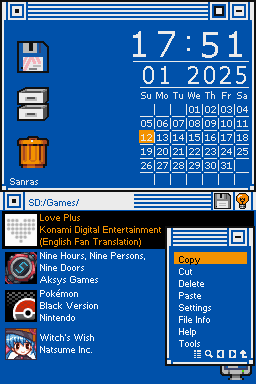 17:51
01 2025
Su Mo Tu We Th Fr Sa
01 02 03 04
05 06 07 08 09 10 11
12 13 14 15 16 17 18
19 20 21 22 23 24 25
26 27 28 29 30 31
Sanras
SD:/Games/
Love Plus
Konami Digital Entertainment
(English Fan Translation)
Nine Hours, Nine Persons,
Nine Doors
Aksys Games
Pokémon
Black Version
Nintendo
Witch's Wish
Natsume Inc.
Copy
Cut
Delete
Paste
Settings
File Info
Help
Tools